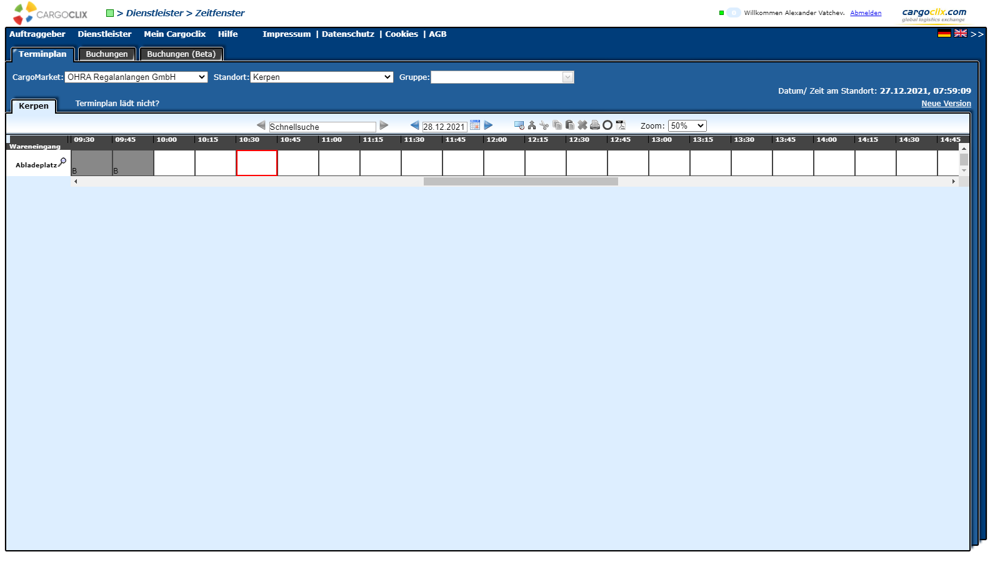 CARGOCLIX
> Dienstleister > Zeitfenster
0 Willkommen Alexander Vatchev. Abmelden
cargoclix.com
global logistics exchange
Auftraggeber Dienstleister Mein Cargoclix Hilfe Impressum | Datenschutz | Cookies | AGB >>
Terminplan Buchungen Buchungen (Beta)
CargoMarket: OHRA Regalanlangen GmbH Standort: Kerpen Gruppe:
Datum/ Zeit am Standort: 27.12.2021, 07:59:09
Kerpen Terminplan lädt nicht? Neue Version
Schnellsuche 28.12.2021 Zoom: 50%
09:30 09:45 10:00 10:15 10:30 10:45 11:00 11:15 11:30 11:45 12:00 12:15 12:30 12:45 13:00 13:15 13:30 13:45 14:00 14:15 14:30 14:45
Wareneingang
Abladeplatz
B B